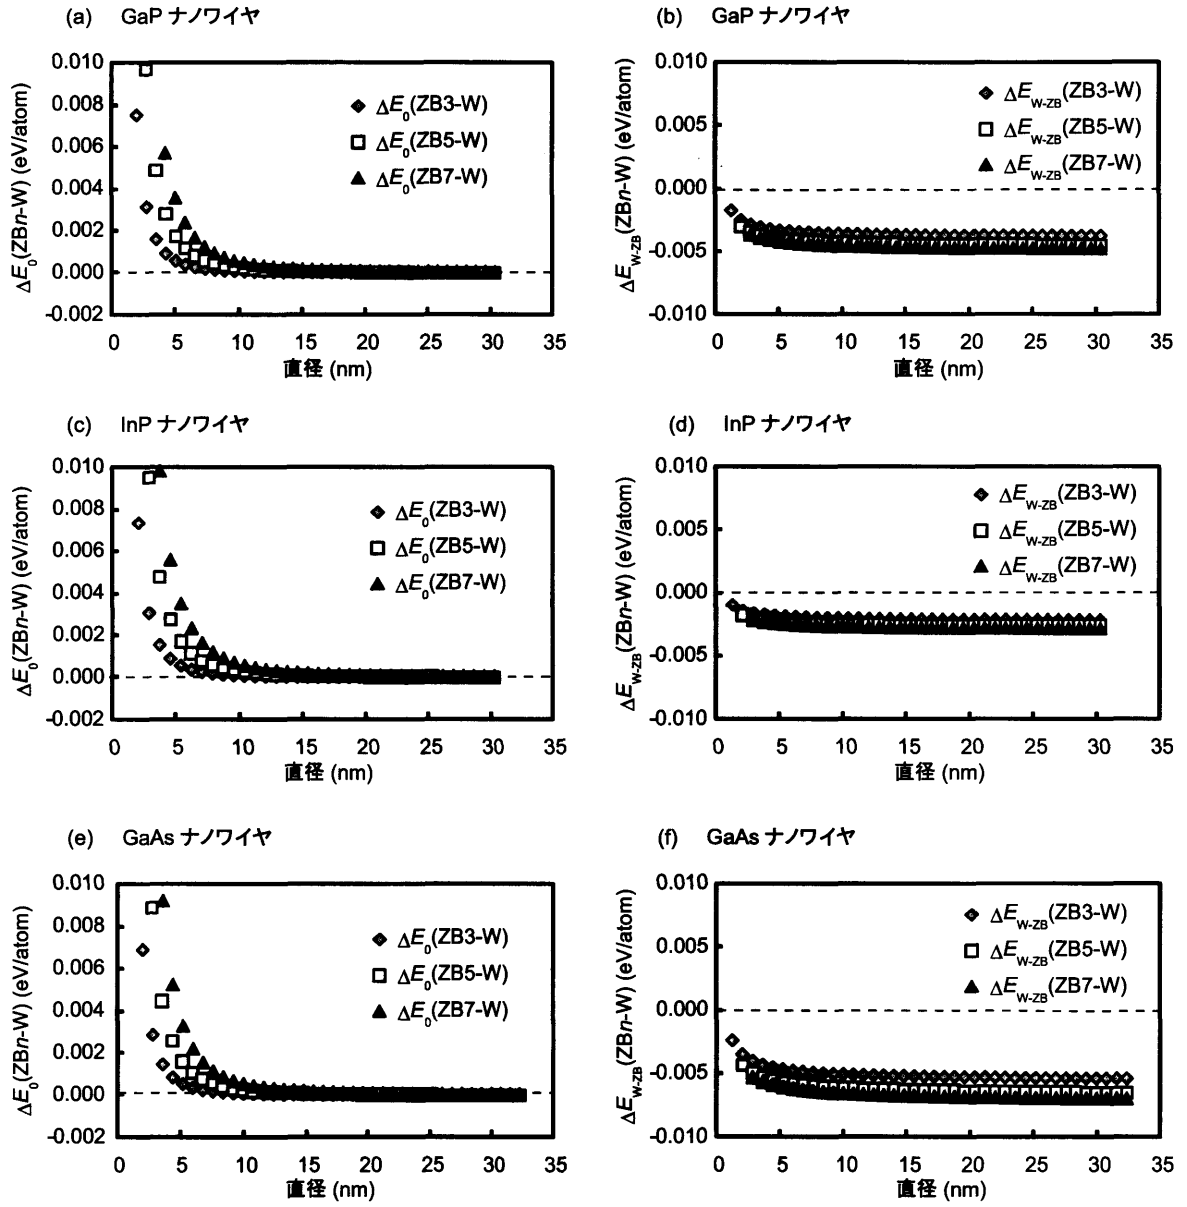 (a) GaP ナノワイヤ
ΔE0(ZBn-W) (eV/atom)
0.010
0.008
0.006
0.004
0.002
0.000
-0.002
◇ ΔE0(ZB3-W)
□ ΔE0(ZB5-W)
▲ ΔE0(ZB7-W)
0 5 10 15 20 25 30 35
直径 (nm)
(b) GaP ナノワイヤ
ΔEW-ZB(ZBn-W) (eV/atom)
0.010
0.005
0.000
-0.005
-0.010
◇ ΔEW-ZB(ZB3-W)
□ ΔEW-ZB(ZB5-W)
▲ ΔEW-ZB(ZB7-W)
0 5 10 15 20 25 30 35
直径 (nm)
(c) InP ナノワイヤ
ΔE0(ZBn-W) (eV/atom)
0.010
0.008
0.006
0.004
0.002
0.000
-0.002
◇ ΔE0(ZB3-W)
□ ΔE0(ZB5-W)
▲ ΔE0(ZB7-W)
0 5 10 15 20 25 30 35
直径 (nm)
(d) InP ナノワイヤ
ΔEW-ZB(ZBn-W) (eV/atom)
0.010
0.005
0.000
-0.005
-0.010
◇ ΔEW-ZB(ZB3-W)
□ ΔEW-ZB(ZB5-W)
▲ ΔEW-ZB(ZB7-W)
0 5 10 15 20 25 30 35
直径 (nm)
(e) GaAs ナノワイヤ
ΔE0(ZBn-W) (eV/atom)
0.010
0.008
0.006
0.004
0.002
0.000
-0.002
◇ ΔE0(ZB3-W)
□ ΔE0(ZB5-W)
▲ ΔE0(ZB7-W)
0 5 10 15 20 25 30 35
直径 (nm)
(f) GaAs ナノワイヤ
ΔEW-ZB(ZBn-W) (eV/atom)
0.010
0.005
0.000
-0.005
-0.010
◇ ΔEW-ZB(ZB3-W)
□ ΔEW-ZB(ZB5-W)
▲ ΔEW-ZB(ZB7-W)
0 5 10 15 20 25 30 35
直径 (nm)